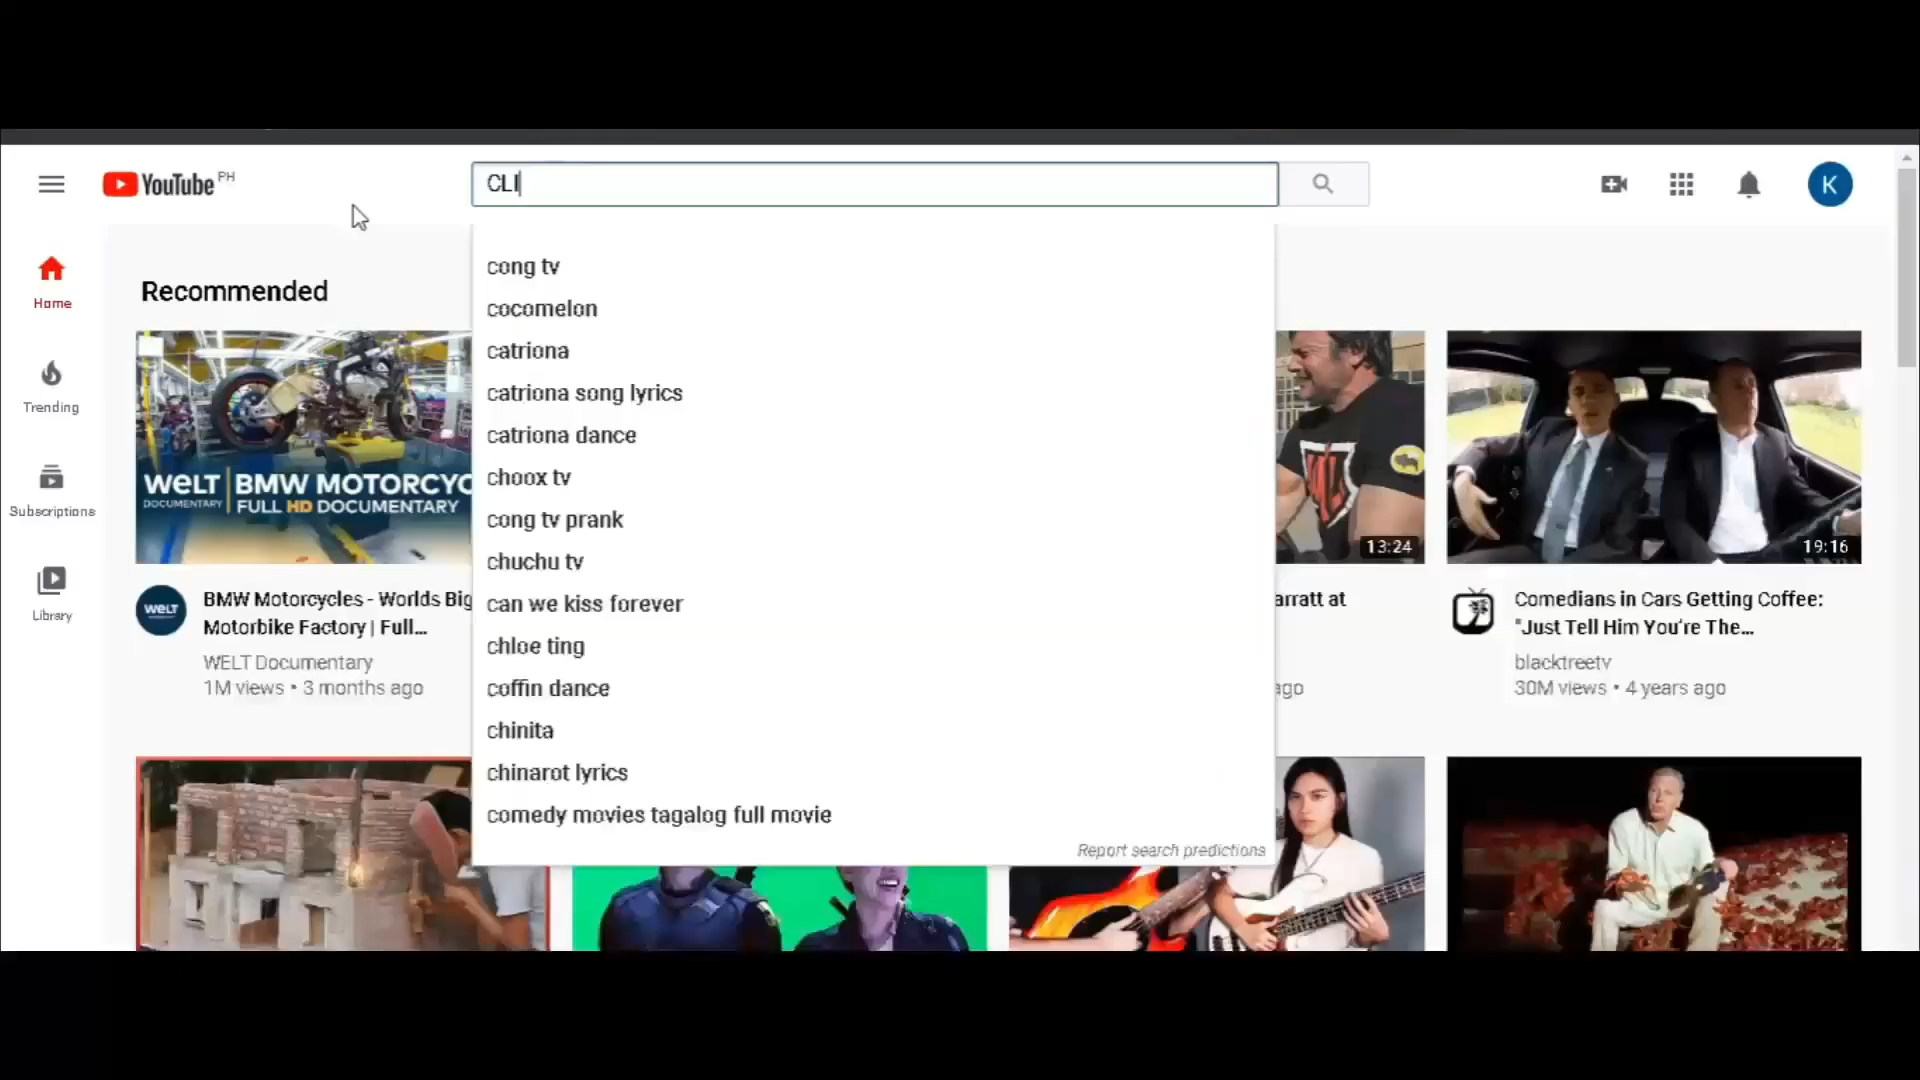 YouTube PH
CLI
K
Home
Trending
Subscriptions
Library
Recommended
cong tv
cocomelon
catriona
catriona song lyrics
catriona dance
choox tv
cong tv prank
chuchu tv
can we kiss forever
chloe ting
coffin dance
chinita
chinarot lyrics
comedy movies tagalog full movie
Report search predictions
WELT
DOCUMENTARY
BMW MOTORCYC
FULL HD DOCUMENTARY
13:24
19:16
WELT
BMW Motorcycles - Worlds Big
Motorbike Factory | Full...
WELT Documentary
1M views • 3 months ago
arratt at
ago
Comedians in Cars Getting Coffee:
"Just Tell Him You're The...
blacktreetv
30M views • 4 years ago